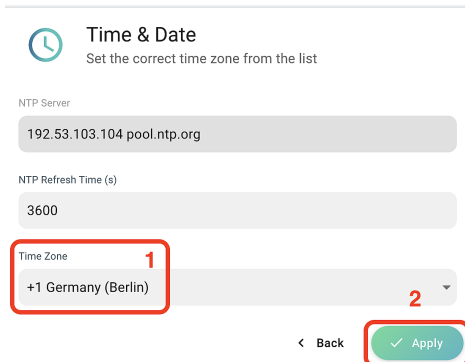 Time & Date
Set the correct time zone from the list
NTP Server
192.53.103.104 pool.ntp.org
NTP Refresh Time (s)
3600
Time Zone
1
+1 Germany (Berlin)
2
Back
Apply